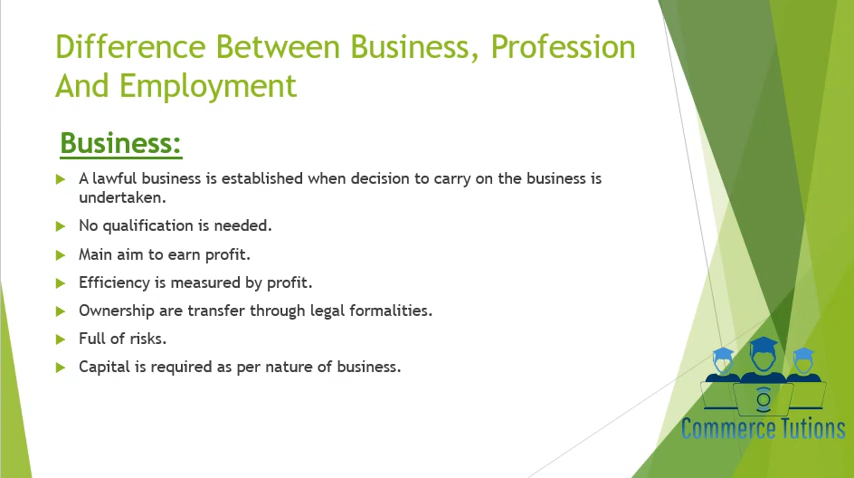 Difference Between Business, Profession
And Employment
Business:
A lawful business is established when decision to carry on the business is
undertaken.
No qualification is needed.
Main aim to earn profit.
Efficiency is measured by profit.
Ownership are transfer through legal formalities.
Full of risks.
Capital is required as per nature of business.
Commerce Tutions